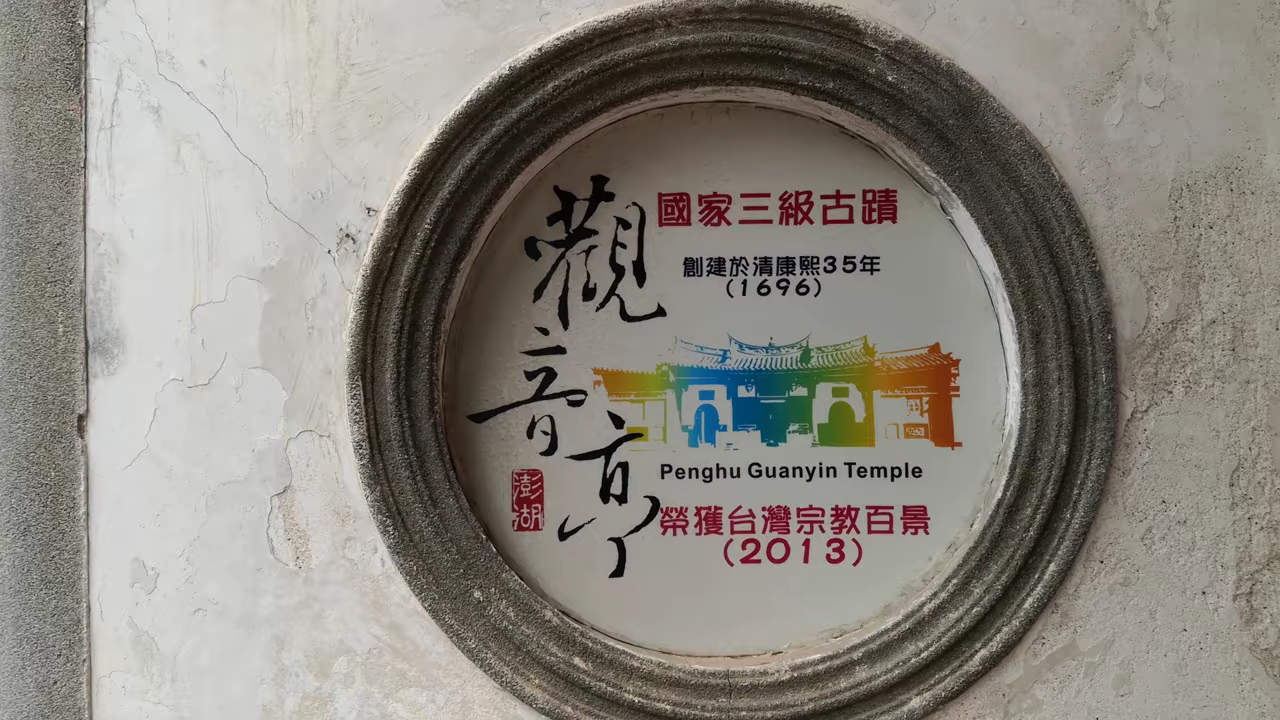 觀音亭
澎湖
國家三級古蹟
創建於清康熙35年
(1696)
Penghu Guanyin Temple
榮獲台灣宗教百景
(2013)